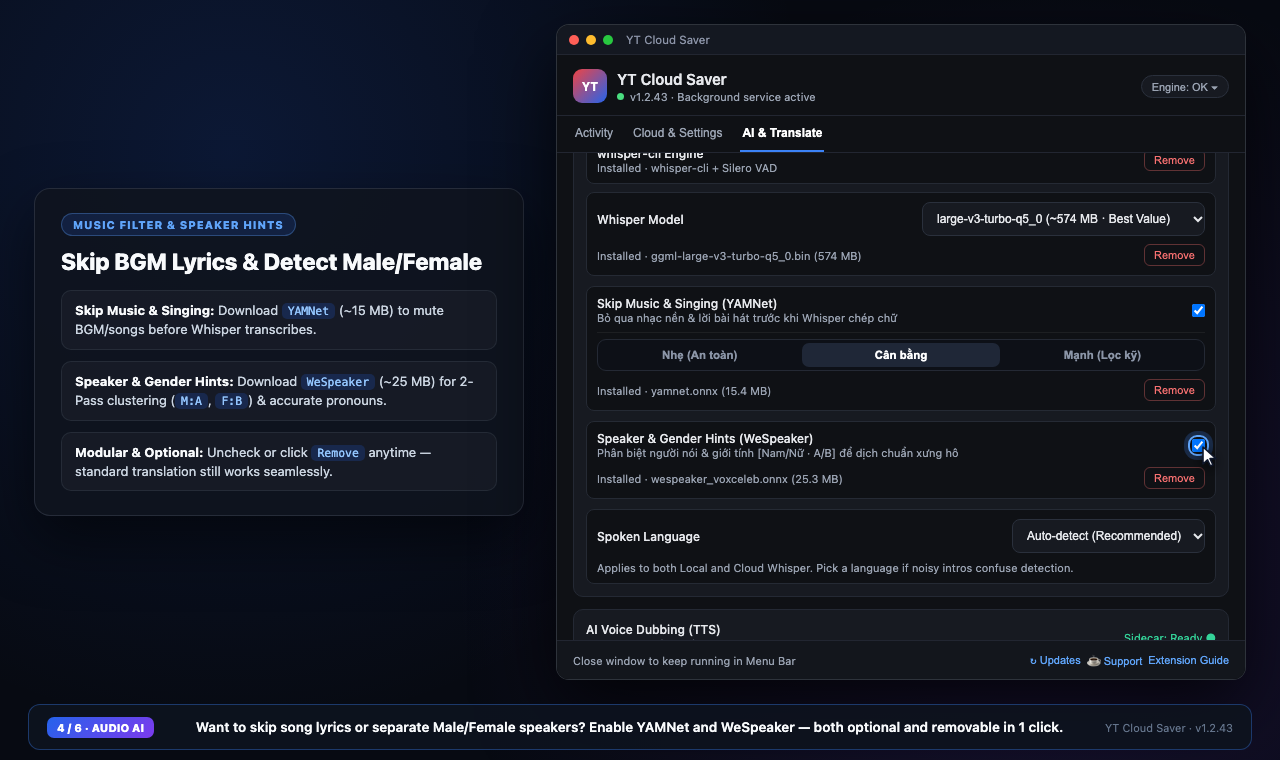 MUSIC FILTER & SPEAKER HINTS
Skip BGM Lyrics & Detect Male/Female
Skip Music & Singing: Download YAMNet (~15 MB) to mute
BGM/songs before Whisper transcribes.
Speaker & Gender Hints: Download WeSpeaker (~25 MB) for 2-
Pass clustering (M:A, F:B) & accurate pronouns.
Modular & Optional: Uncheck or click Remove anytime —
standard translation still works seamlessly.
YT Cloud Saver
YT
YT Cloud Saver
v1.2.43 · Background service active
Engine: OK
Activity
Cloud & Settings
AI & Translate
whisper-cli Engine
Installed · whisper-cli + Silero VAD
Remove
Whisper Model
large-v3-turbo-q5_0 (~574 MB · Best Value)
Installed · ggml-large-v3-turbo-q5_0.bin (574 MB)
Remove
Skip Music & Singing (YAMNet)
Bỏ qua nhạc nền & lời bài hát trước khi Whisper chép chữ
Nhẹ (An toàn)
Cân bằng
Mạnh (Lọc kỹ)
Installed · yamnet.onnx (15.4 MB)
Remove
Speaker & Gender Hints (WeSpeaker)
Phân biệt người nói & giới tính [Nam/Nữ · A/B] để dịch chuẩn xưng hô
Installed · wespeaker_voxceleb.onnx (25.3 MB)
Remove
Spoken Language
Auto-detect (Recommended)
Applies to both Local and Cloud Whisper. Pick a language if noisy intros confuse detection.
AI Voice Dubbing (TTS)
Sidecar: Ready
Close window to keep running in Menu Bar
↻ Updates
☕ Support
Extension Guide
4 / 6 · AUDIO AI
Want to skip song lyrics or separate Male/Female speakers? Enable YAMNet and WeSpeaker — both optional and removable in 1 click.
YT Cloud Saver · v1.2.43